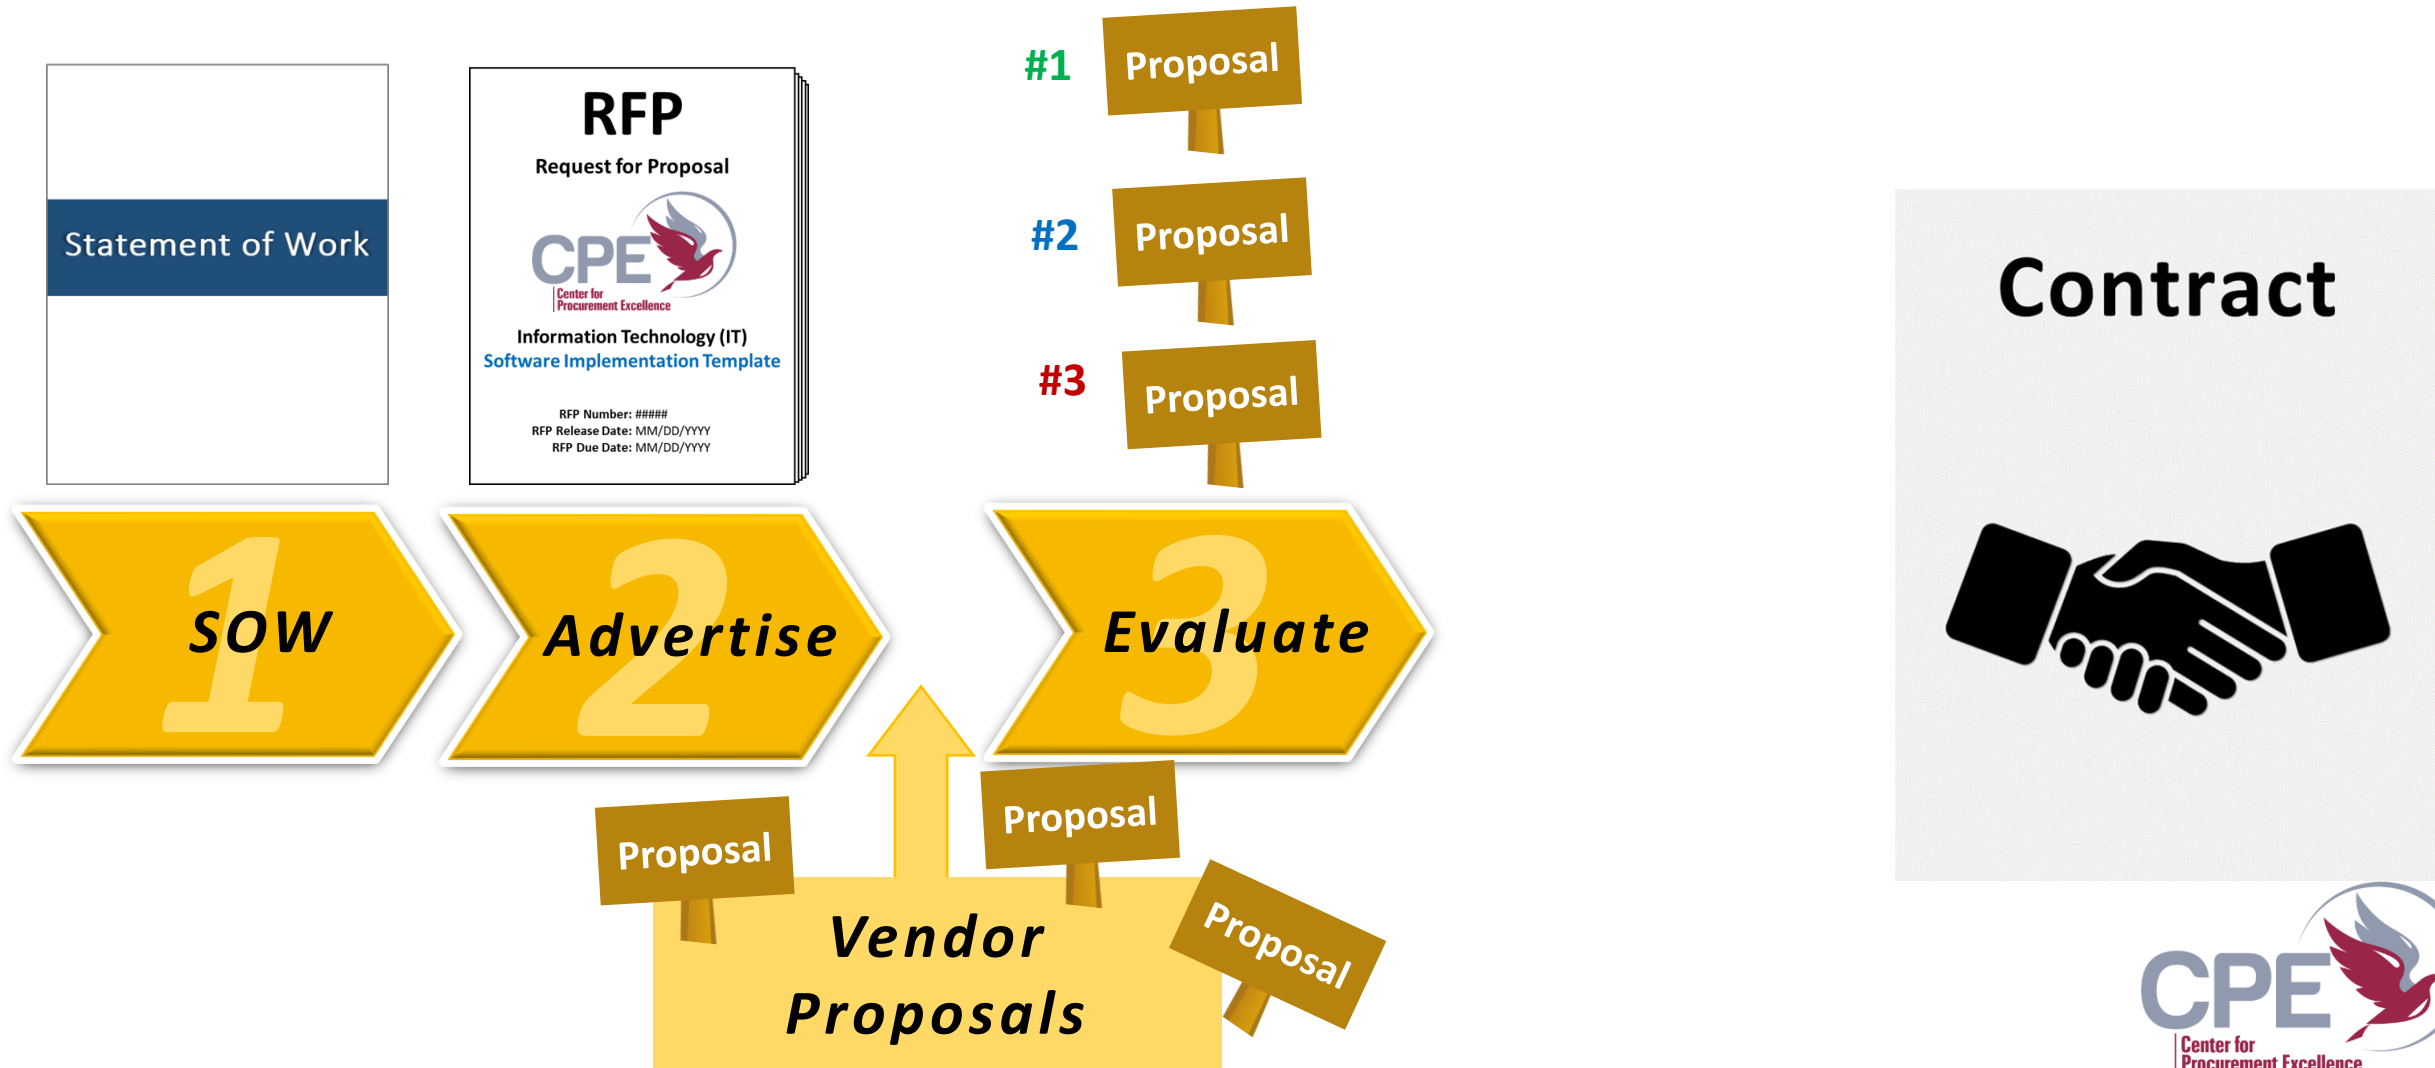 Statement of Work
RFP
Request for Proposal
CPE
Center for
Procurement Excellence
Information Technology (IT)
Software Implementation Template
RFP Number: #####
RFP Release Date: MM/DD/YYYY
RFP Due Date: MM/DD/YYYY
#1
Proposal
#2
Proposal
#3
Proposal
Contract
1
SOW
2
Advertise
3
Evaluate
Proposal
Proposal
Proposal
Vendor
Proposals
CPE
Center for
Procurement Excellence